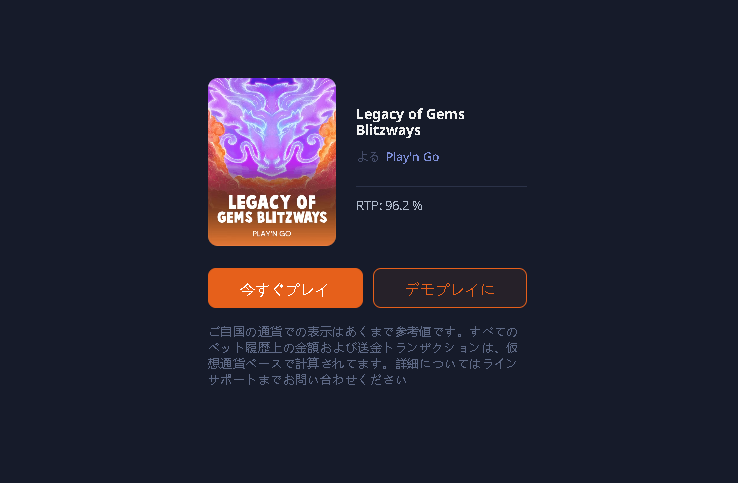 LEGACY OF
GEMS BLITZWAYS
PLAY'N GO
Legacy of Gems
Blitzways
よる Play'n Go
RTP: 96.2 %
今すぐプレイ
デモプレイに
ご自国の通貨での表示はあくまで参考値です。すべての
ベット履歴上の金額および送金トランザクションは、仮
想通貨ベースで計算されてます。詳細についてはライン
サポートまでお問い合わせください